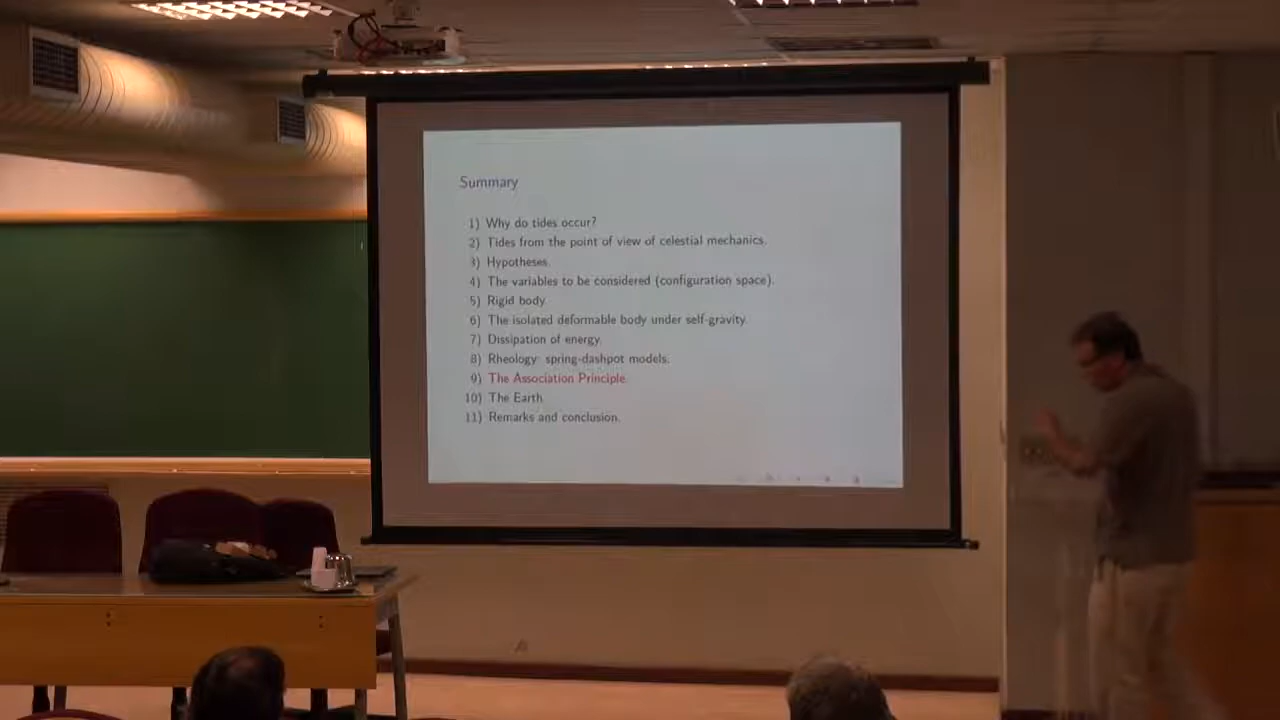 Summary
1) Why do tides occur?
2) Tides from the point of view of celestial mechanics.
3) Hypotheses.
4) The variables to be considered (configuration space).
5) Rigid body.
6) The isolated deformable body under self-gravity.
7) Dissipation of energy.
8) Rheology: spring-dashpot models.
9) The Association Principle.
10) The Earth.
11) Remarks and conclusion.